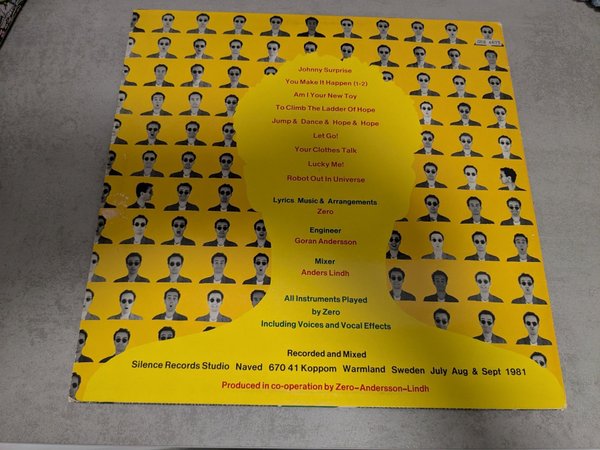 Johnny Surprise
You Make It Happen (1-2)
Am I Your New Toy
To Climb The Ladder Of Hope
Jump & Dance & Hope & Hope
Let Go!
Your Clothes Talk
Lucky Me!
Robot Out In Universe
Lyrics Music & Arrangements
Zero
Engineer
Goran Andersson
Mixer
Anders Lindh
All Instruments Played
by Zero
Including Voices and Vocal Effects
Recorded and Mixed
Silence Records Studio Naved 670 41 Koppom Warmland Sweden July Aug & Sept 1981
Produced in co-operation by Zero–Andersson–Lindh